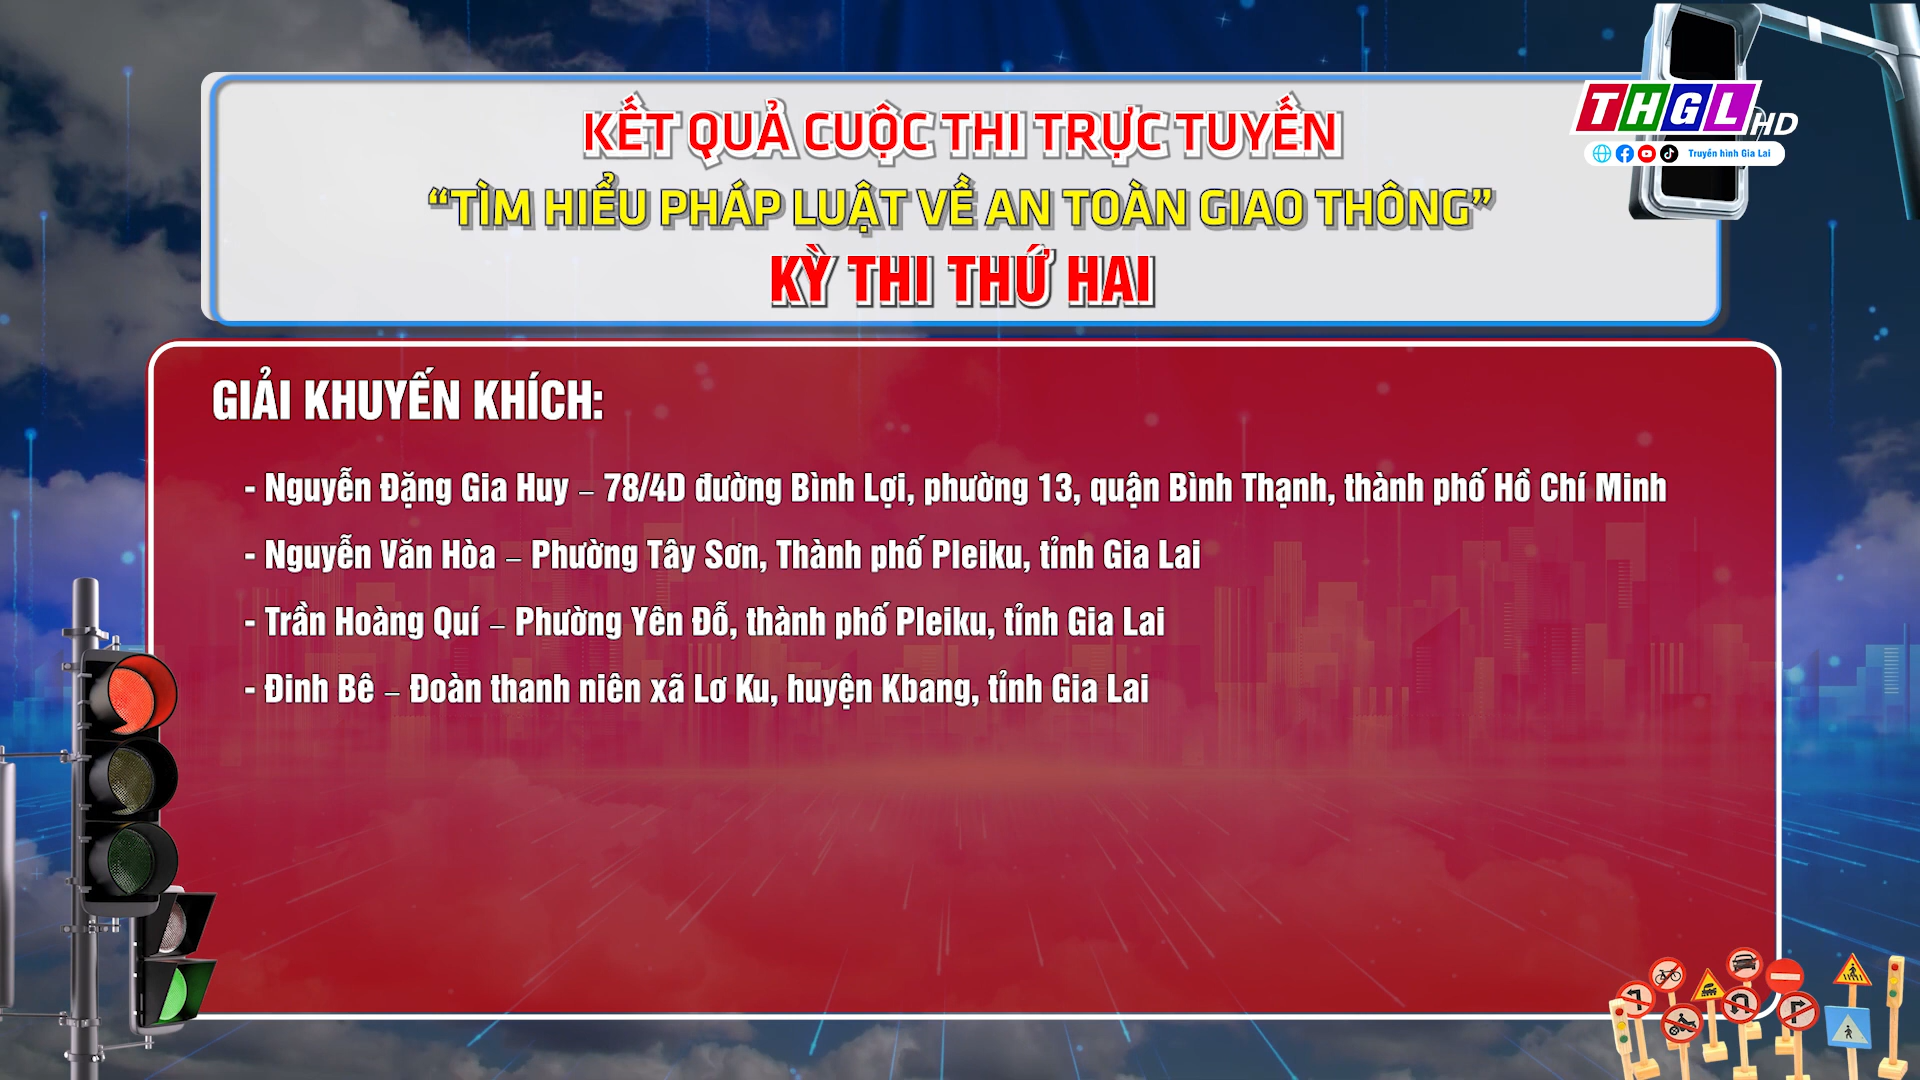 KẾT QUẢ CUỘC THI TRỰC TUYẾN
“TÌM HIỂU PHÁP LUẬT VỀ AN TOÀN GIAO THÔNG”
KỲ THI THỨ HAI
THGL HD
Truyền hình Gia Lai
GIẢI KHUYẾN KHÍCH:
- Nguyễn Đặng Gia Huy – 78/4D đường Bình Lợi, phường 13, quận Bình Thạnh, thành phố Hồ Chí Minh
- Nguyễn Văn Hòa – Phường Tây Sơn, Thành phố Pleiku, tỉnh Gia Lai
- Trần Hoàng Quí – Phường Yên Đỗ, thành phố Pleiku, tỉnh Gia Lai
- Đinh Bê – Đoàn thanh niên xã Lơ Ku, huyện Kbang, tỉnh Gia Lai